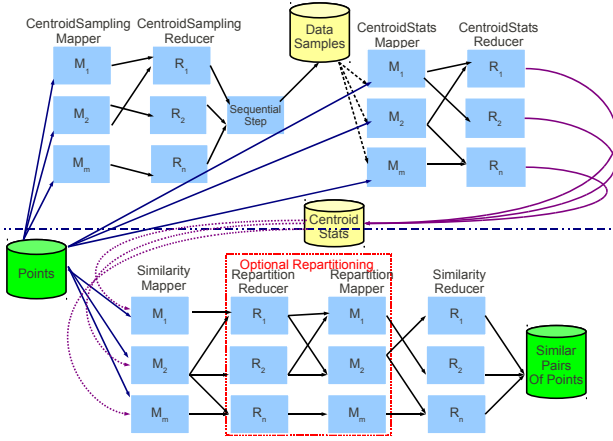 CentroidSampling
Mapper
CentroidSampling
Reducer
Data
Samples
CentroidStats
Mapper
CentroidStats
Reducer
M1
R1
M1
R1
M2
R2
Sequential
Step
M2
R2
Mm
Rn
Mm
Rn
Centroid
Stats
Points
Similarity
Mapper
Optional Repartitioning
Repartition
Reducer
Repartition
Mapper
Similarity
Reducer
M1
R1
M1
R1
M2
R2
M2
R2
Mm
Rn
Mm
Rn
Similar
Pairs
Of Points